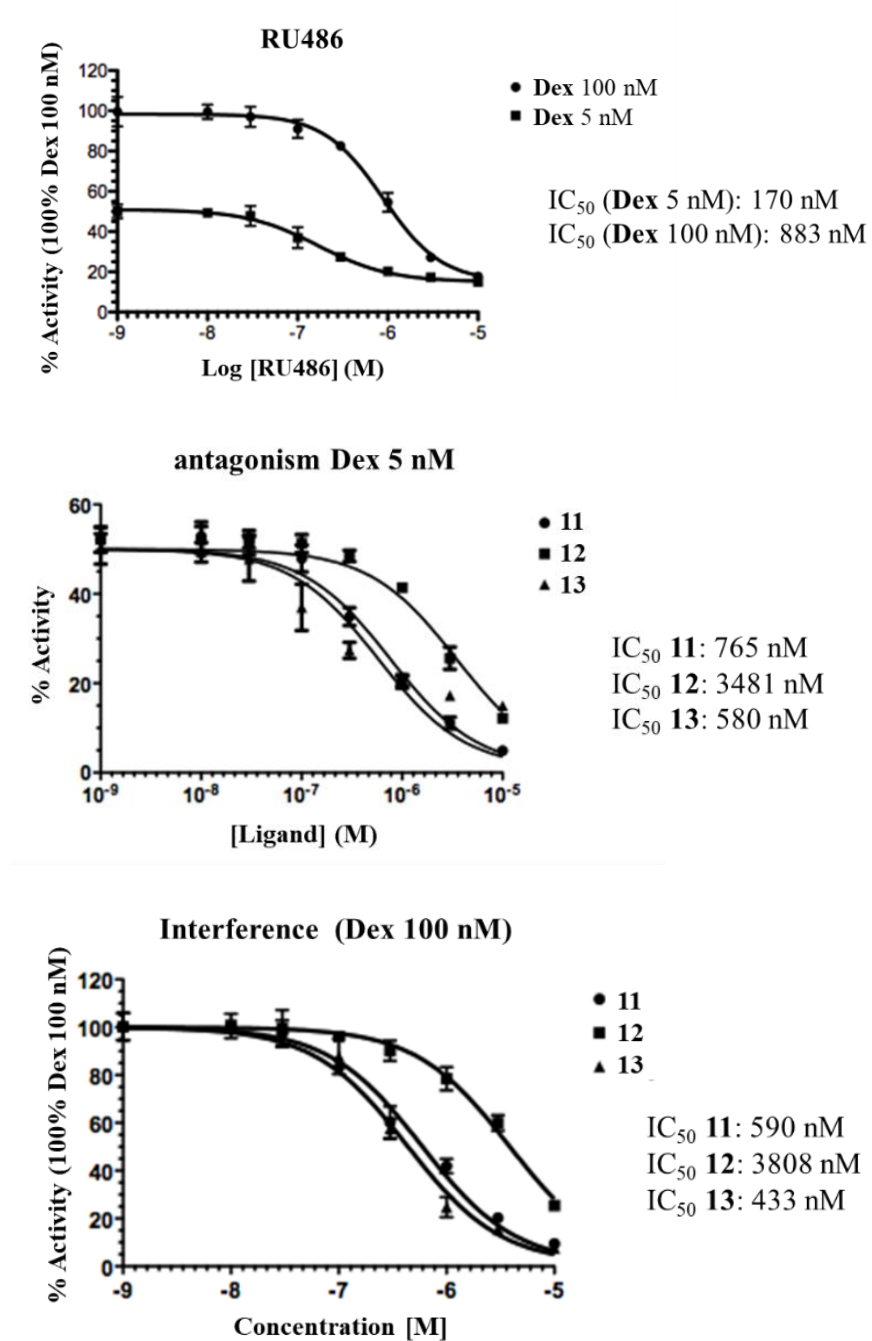 RU486
% Activity (100% Dex 100 nM)
120
100
80
60
40
20
0
-9
-8
-7
-6
-5
Log [RU486] (M)
Dex 100 nM
Dex 5 nM
IC50 (Dex 5 nM): 170 nM
IC50 (Dex 100 nM): 883 nM
antagonism Dex 5 nM
% Activity
60
40
20
0
10-9
10-8
10-7
10-6
10-5
[Ligand] (M)
11
12
13
IC50 11: 765 nM
IC50 12: 3481 nM
IC50 13: 580 nM
Interference (Dex 100 nM)
% Activity (100% Dex 100 nM)
120
100
80
60
40
20
0
-9
-8
-7
-6
-5
Concentration [M]
11
12
13
IC50 11: 590 nM
IC50 12: 3808 nM
IC50 13: 433 nM